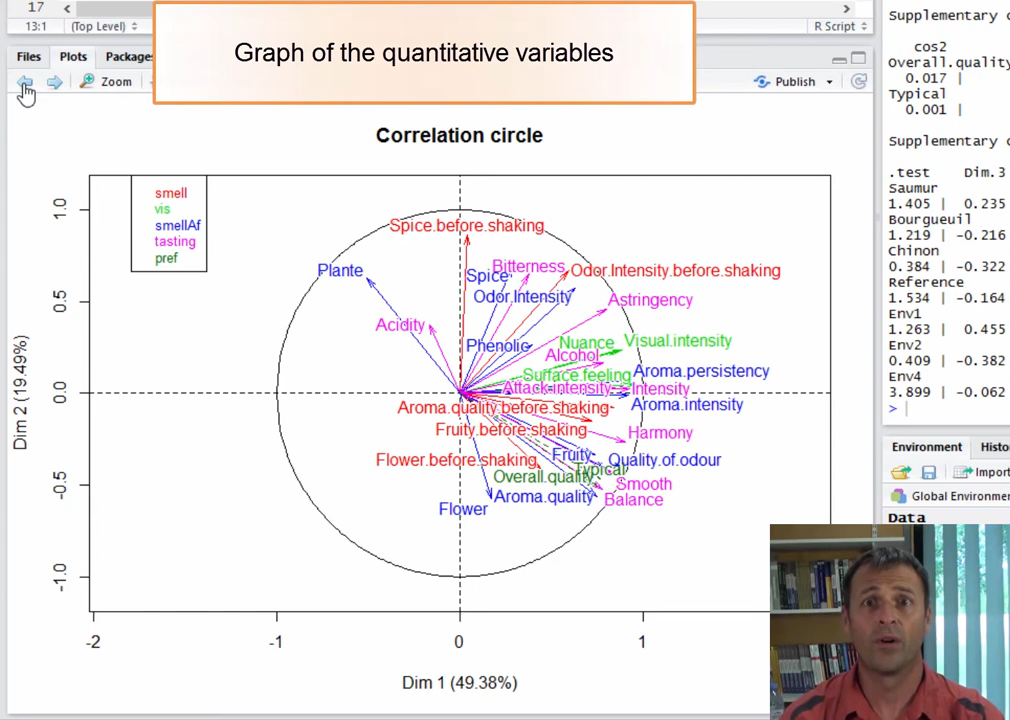 17
13:1 (Top Level) R Script
Graph of the quantitative variables
Files Plots Package
Zoom Publish
Correlation circle
smell
vis
smellAf
tasting
pref
Spice.before.shaking
Plante
Spice
Bitterness
Odor.Intensity.before.shaking
Odor.Intensity
Astringency
Acidity
Phenolic
Nuance
Visual.intensity
Alcohol
Surface.feeling
Aroma.persistency
Attack.intensity
Intensity
Aroma.quality.before.shaking
Aroma.intensity
Fruity.before.shaking
Harmony
Flower.before.shaking
Fruity
Quality.of.odour
Typical
Overall.quality
Smooth
Aroma.quality
Balance
Flower
1.0
0.5
0.0
-0.5
-1.0
Dim 2 (19.49%)
-2 -1 0 1
Dim 1 (49.38%)
Supplementary c
cos2
Overall.quality
0.017 |
Typical
0.001 |
Supplementary c
.test Dim.3
Saumur
1.405 | 0.235
Bourgueuil
1.219 | -0.216
Chinon
0.384 | -0.322
Reference
1.534 | -0.164
Env1
1.263 | 0.455
Env2
0.409 | -0.382
Env4
3.899 | -0.062
>
Environment Histo
Import
Global Environme
Data